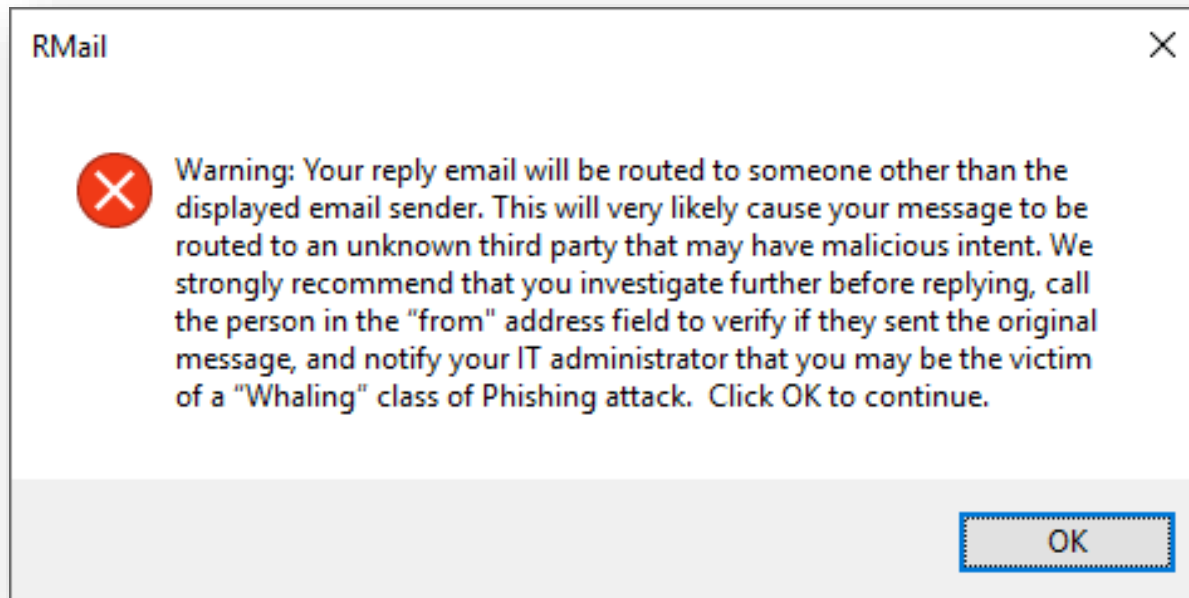 RMail
Warning: Your reply email will be routed to someone other than the
displayed email sender. This will very likely cause your message to be
routed to an unknown third party that may have malicious intent. We
strongly recommend that you investigate further before replying, call
the person in the “from" address field to verify if they sent the original
message, and notify your IT administrator that you may be the victim
of a “Whaling” class of Phishing attack.  Click OK to continue.
OK